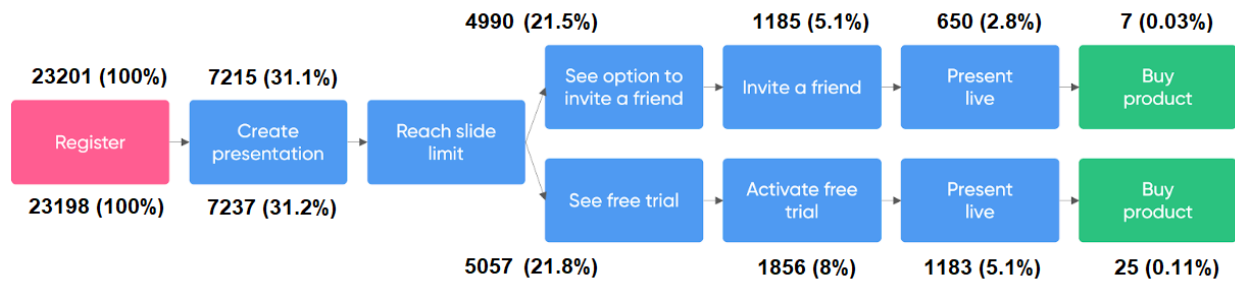 4990 (21.5%)
1185 (5.1%)
650 (2.8%)
7 (0.03%)
23201 (100%)
7215 (31.1%)
See option to
invite a friend
Invite a friend
Present
live
Buy
product
Register
Create
presentation
Reach slide
limit
23198 (100%)
7237 (31.2%)
See free trial
Activate free
trial
Present
live
Buy
product
5057 (21.8%)
1856 (8%)
1183 (5.1%)
25 (0.11%)